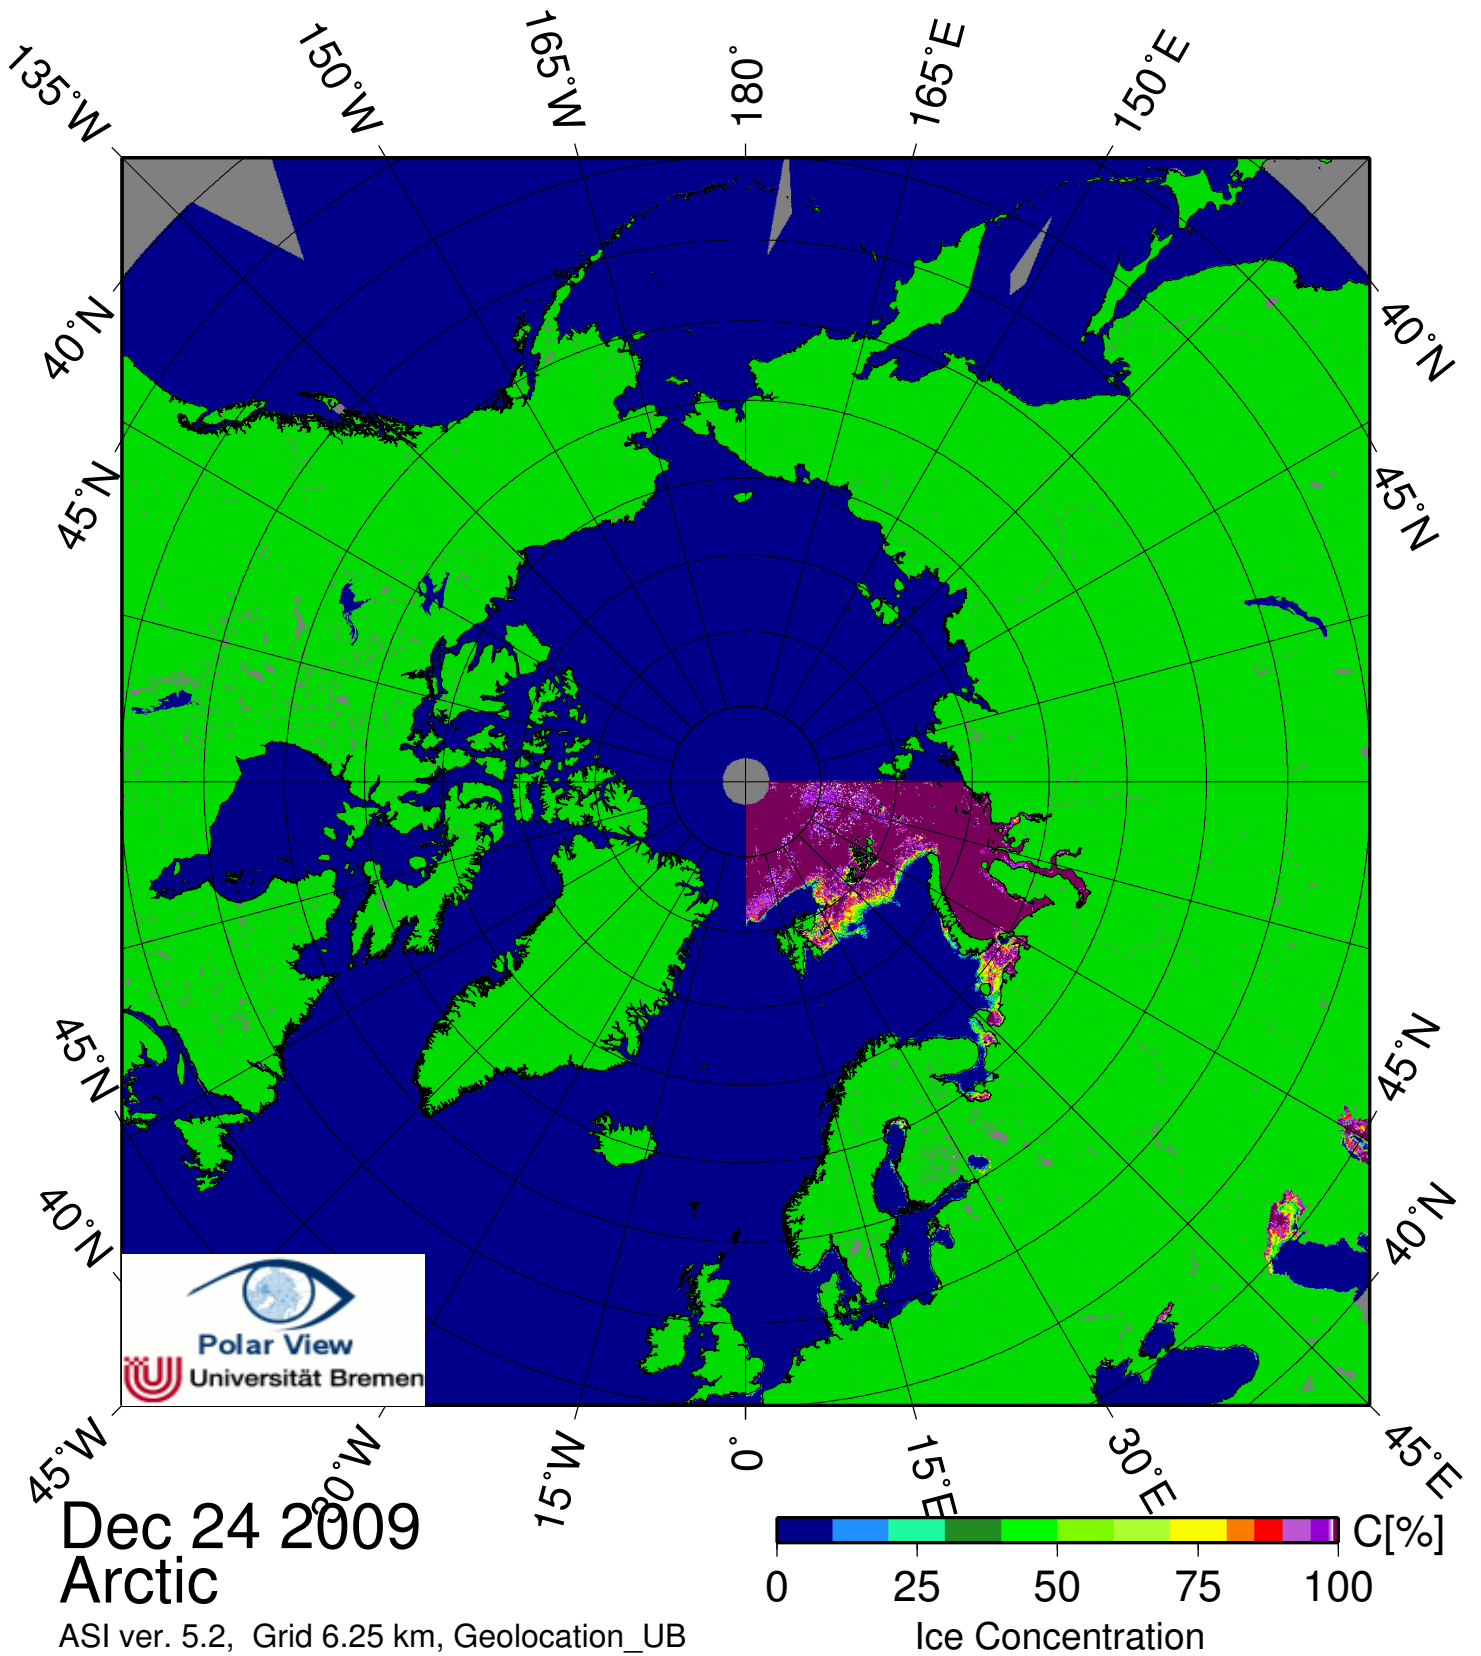 135°W
150°W
165°W
180°
165°E
150°E
40°N
40°N
45°N
45°N
45°N
45°N
40°N
40°N
Polar View
Universität Bremen
45°W
30°W
15°W
0°
15°E
30°E
45°E
Dec 24 2009
Arctic
ASI ver. 5.2, Grid 6.25 km, Geolocation_UB
C[%]
0 25 50 75 100
Ice Concentration